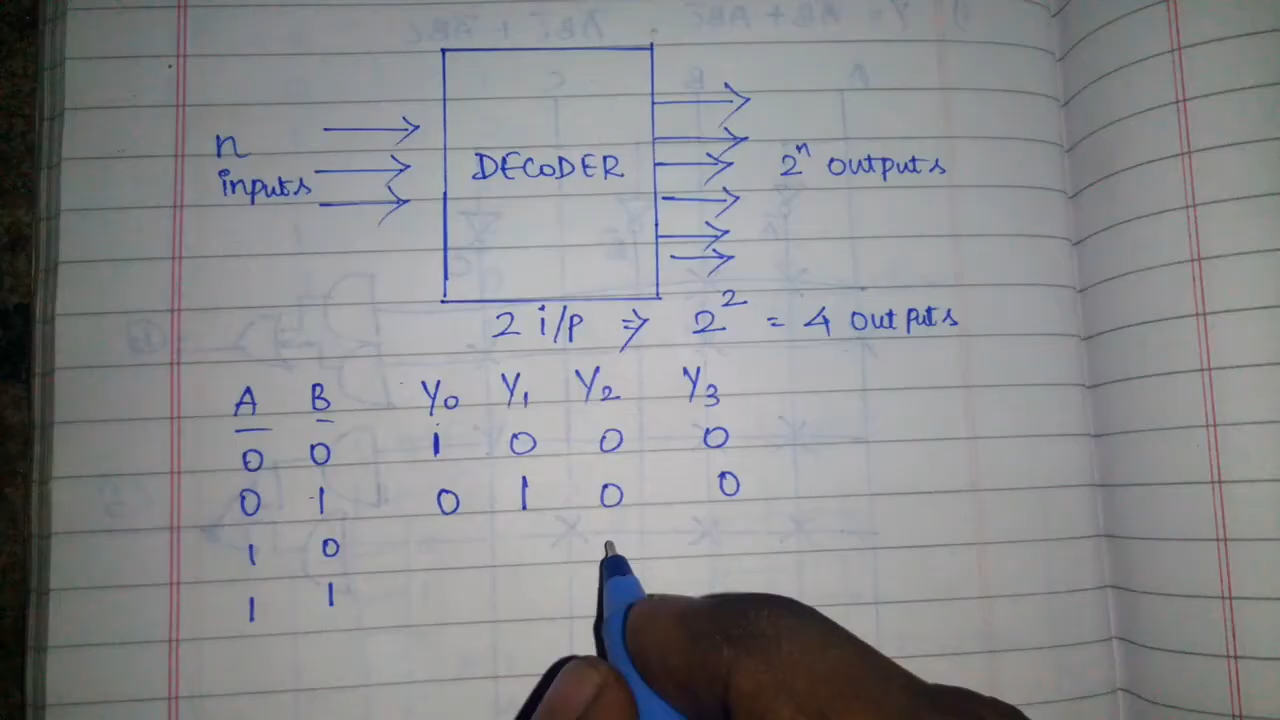 n
inputs
DECODER
2ⁿ outputs
2 i/p ⇒ 2² = 4 outputs
A B Y₀ Y₁ Y₂ Y₃
0 0 1 0 0 0
0 1 0 1 0 0
1 0
1 1